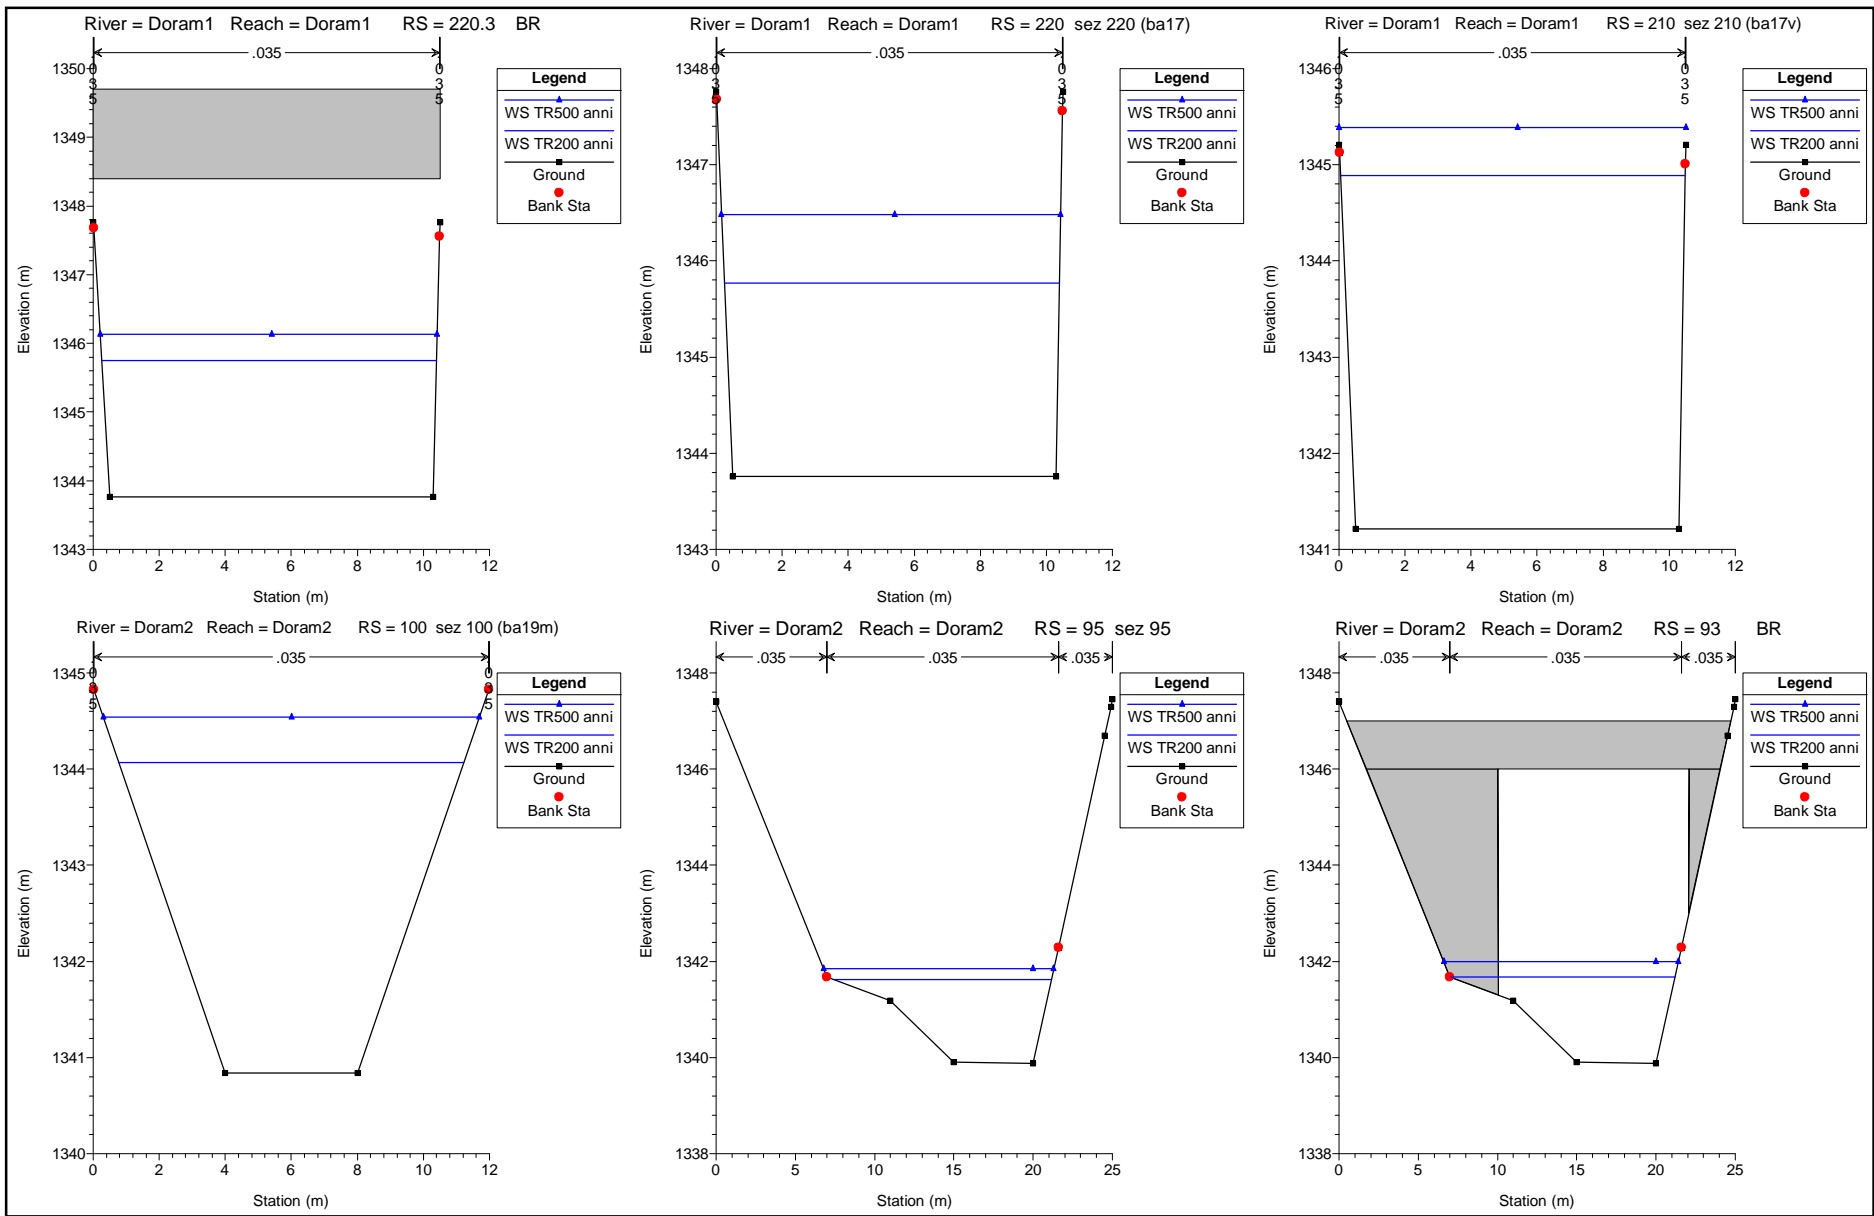 River = Doram1 Reach = Doram1 RS = 220.3 BR
.035
.035
.035
Elevation (m)
1350
1349
1348
1347
1346
1345
1344
1343
0 2 4 6 8 10 12
Station (m)
Legend
WS TR500 anni
WS TR200 anni
Ground
Bank Sta
River = Doram1 Reach = Doram1 RS = 220 sez 220 (ba17)
.035
.035
.035
Elevation (m)
1348
1347
1346
1345
1344
1343
0 2 4 6 8 10 12
Station (m)
Legend
WS TR500 anni
WS TR200 anni
Ground
Bank Sta
River = Doram1 Reach = Doram1 RS = 210 sez 210 (ba17v)
.035
.035
.035
Elevation (m)
1346
1345
1344
1343
1342
1341
0 2 4 6 8 10 12
Station (m)
Legend
WS TR500 anni
WS TR200 anni
Ground
Bank Sta
River = Doram2 Reach = Doram2 RS = 100 sez 100 (ba19m)
.035
.035
.035
Elevation (m)
1345
1344
1343
1342
1341
1340
0 2 4 6 8 10 12
Station (m)
Legend
WS TR500 anni
WS TR200 anni
Ground
Bank Sta
River = Doram2 Reach = Doram2 RS = 95 sez 95
.035 .035 .035
Elevation (m)
1348
1346
1344
1342
1340
1338
0 5 10 15 20 25
Station (m)
Legend
WS TR500 anni
WS TR200 anni
Ground
Bank Sta
River = Doram2 Reach = Doram2 RS = 93 BR
.035 .035 .035
Elevation (m)
1348
1346
1344
1342
1340
1338
0 5 10 15 20 25
Station (m)
Legend
WS TR500 anni
WS TR200 anni
Ground
Bank Sta